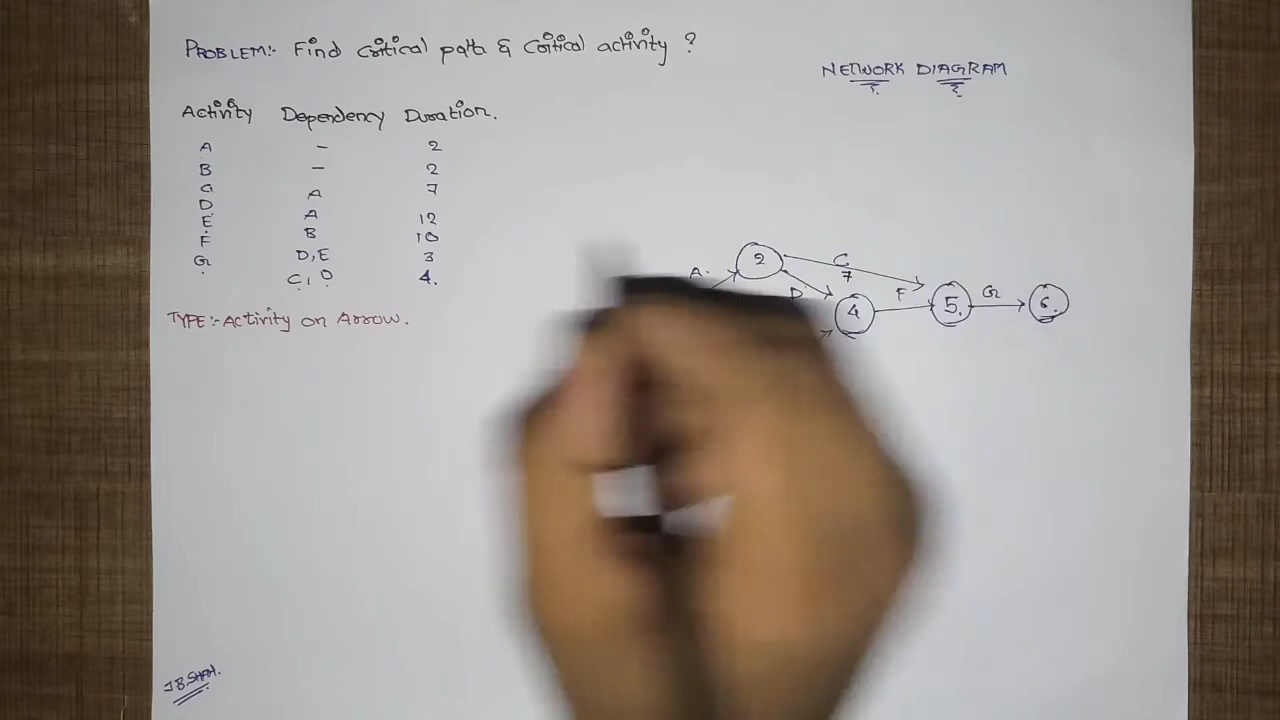 PROBLEM:- Find critical path & critical activity ?
NETWORK DIAGRAM
Activity Dependency Duration.
A - 2
B - 2
C A 7
D A 12
E B 10
F D,E 3
G C, D 4.
TYPE:- Activity on Arrow.
A.
2
C
7
D
4
F
5.
G
6.
J.B.SHAH.